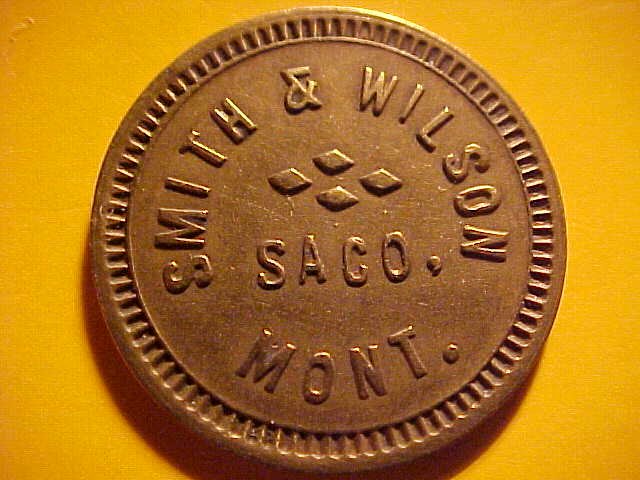 SMITH & WILSON
SACO,
MONT.